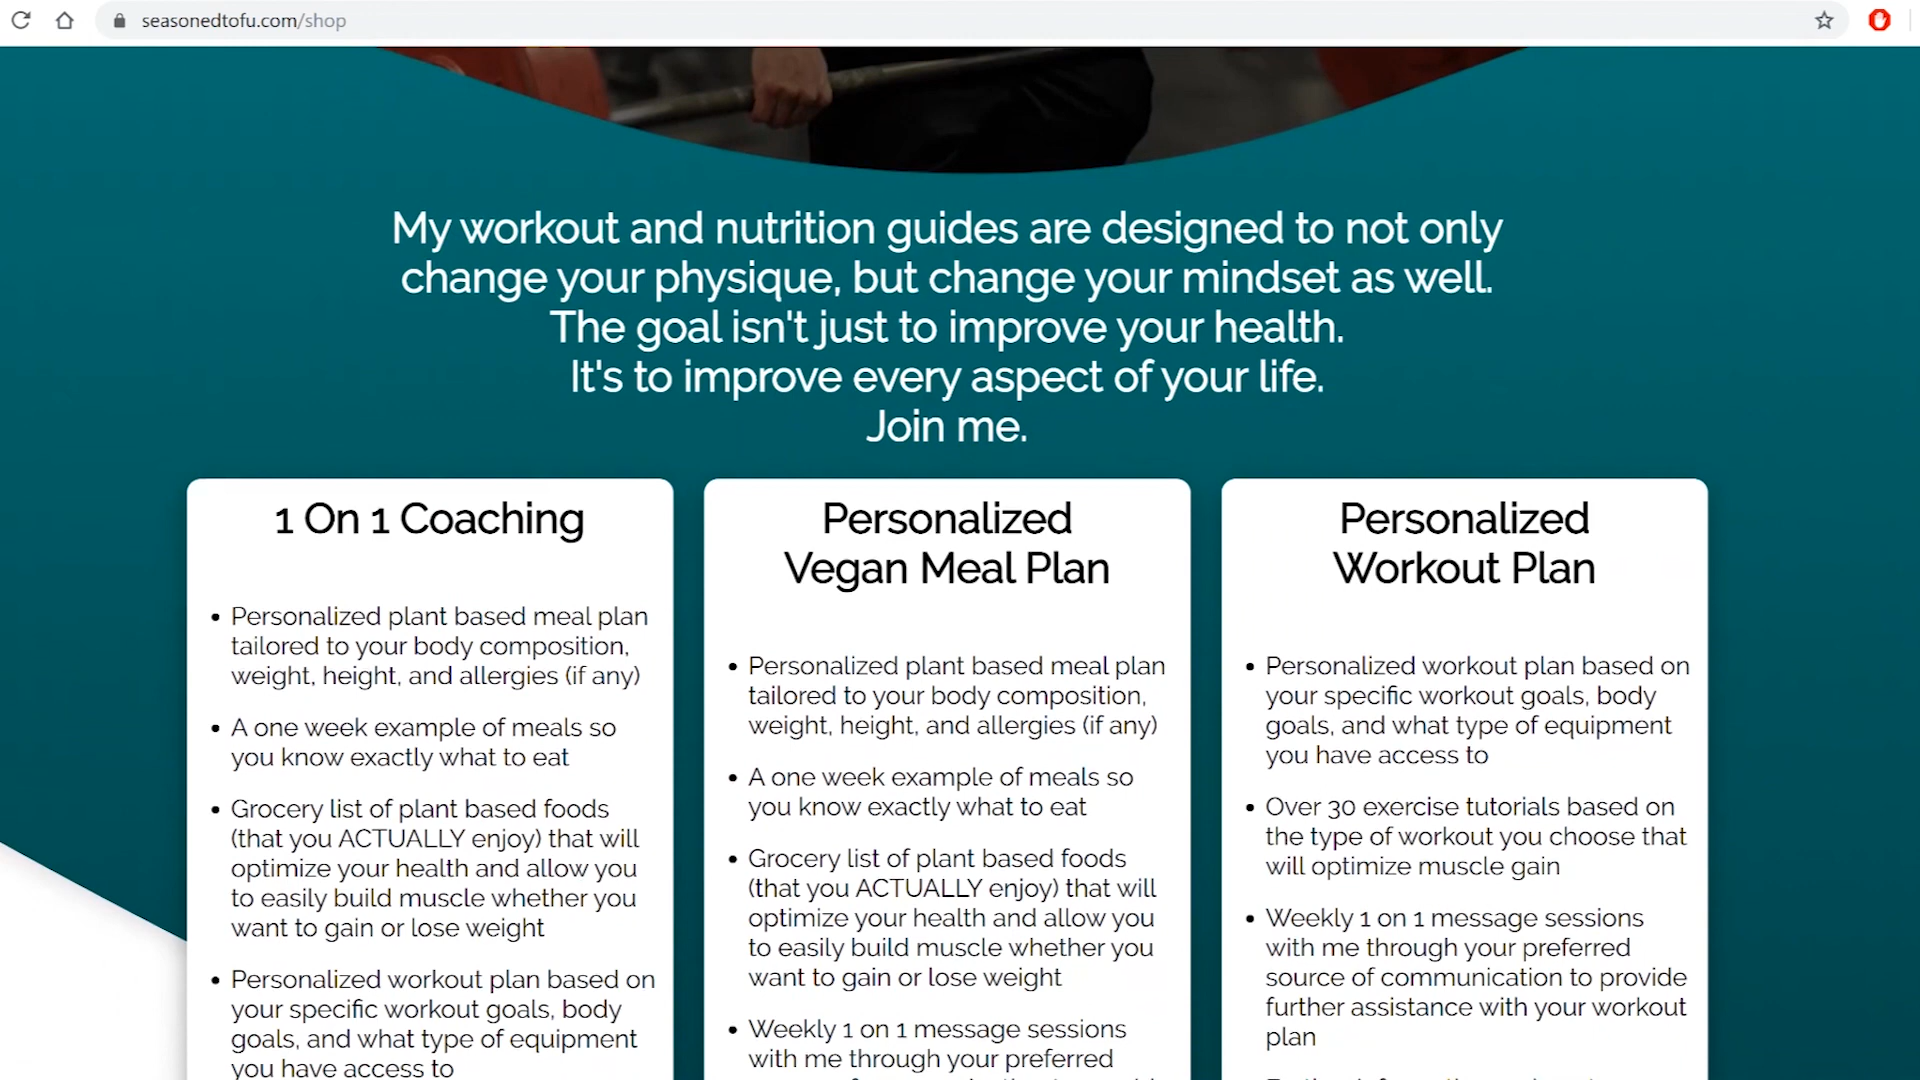 seasonedtofu.com/shop
My workout and nutrition guides are designed to not only
change your physique, but change your mindset as well.
The goal isn't just to improve your health.
It's to improve every aspect of your life.
Join me.
1 On 1 Coaching
Personalized plant based meal plan
tailored to your body composition,
weight, height, and allergies (if any)
A one week example of meals so
you know exactly what to eat
Grocery list of plant based foods
(that you ACTUALLY enjoy) that will
optimize your health and allow you
to easily build muscle whether you
want to gain or lose weight
Personalized workout plan based on
your specific workout goals, body
goals, and what type of equipment
you have access to
Personalized
Vegan Meal Plan
Personalized plant based meal plan
tailored to your body composition,
weight, height, and allergies (if any)
A one week example of meals so
you know exactly what to eat
Grocery list of plant based foods
(that you ACTUALLY enjoy) that will
optimize your health and allow you
to easily build muscle whether you
want to gain or lose weight
Weekly 1 on 1 message sessions
with me through your preferred
Personalized
Workout Plan
Personalized workout plan based on
your specific workout goals, body
goals, and what type of equipment
you have access to
Over 30 exercise tutorials based on
the type of workout you choose that
will optimize muscle gain
Weekly 1 on 1 message sessions
with me through your preferred
source of communication to provide
further assistance with your workout
plan